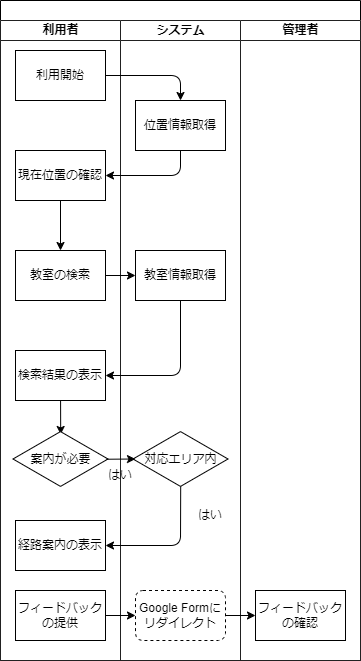 利用者
システム
管理者
利用開始
位置情報取得
現在位置の確認
教室の検索
教室情報取得
検索結果の表示
案内が必要
対応エリア内
はい
はい
経路案内の表示
フィードバック
の提供
Google Formに
リダイレクト
フィードバック
の確認